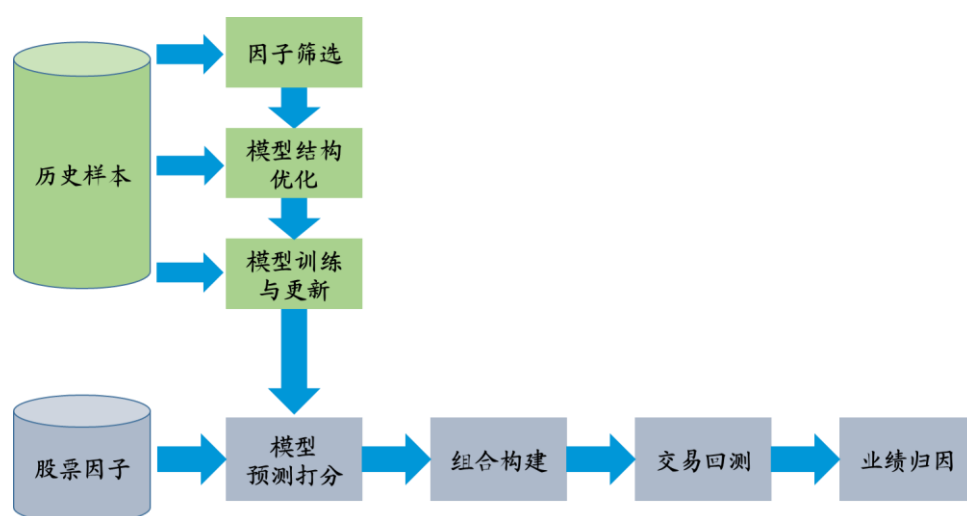 因子筛选
历史样本
模型结构
优化
模型训练
与更新
股票因子
模型
预测打分
组合构建
交易回测
业绩归因